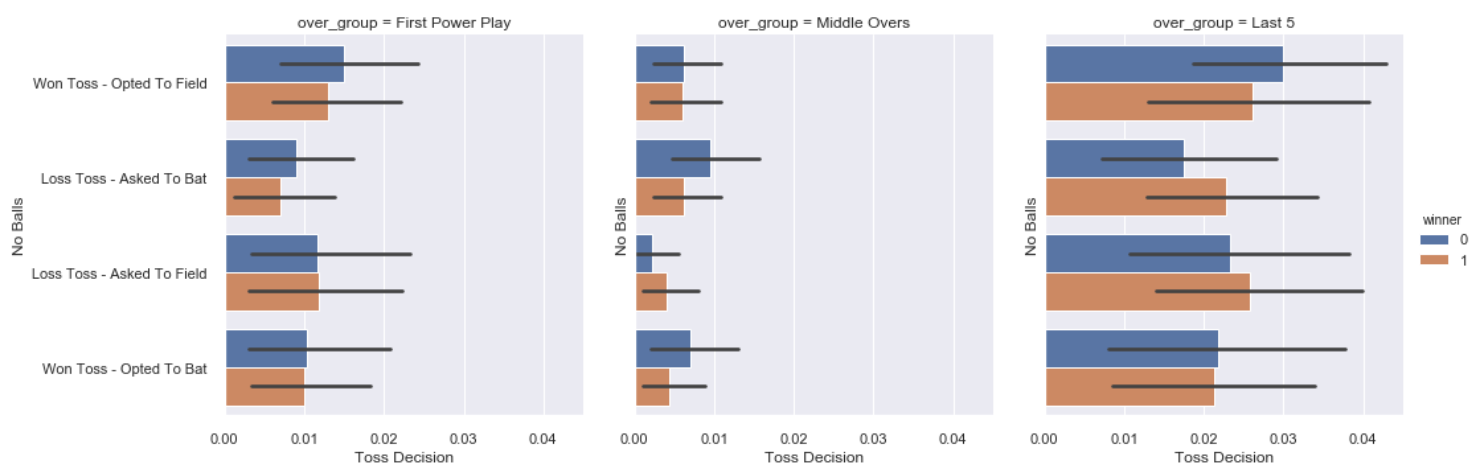 over_group = First Power Play
over_group = Middle Overs
over_group = Last 5
Won Toss - Opted To Field
Loss Toss - Asked To Bat
Loss Toss - Asked To Field
Won Toss - Opted To Bat
No Balls
No Balls
No Balls
winner
0
1
0.00 0.01 0.02 0.03 0.04
0.00 0.01 0.02 0.03 0.04
0.00 0.01 0.02 0.03 0.04
Toss Decision
Toss Decision
Toss Decision